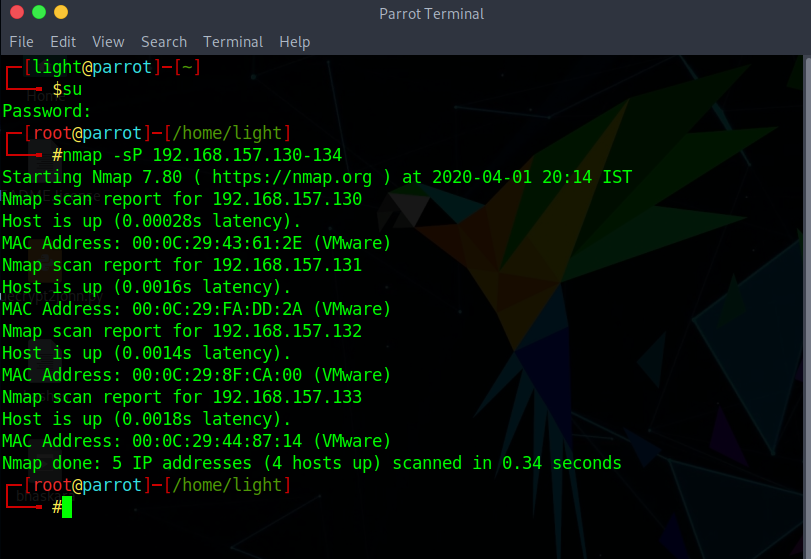 Parrot Terminal
File Edit View Search Terminal Help
┌─[light@parrot]─[~]
└──╼ $su
Password:
┌─[root@parrot]─[/home/light]
└──╼ #nmap -sP 192.168.157.130-134
Starting Nmap 7.80 ( https://nmap.org ) at 2020-04-01 20:14 IST
Nmap scan report for 192.168.157.130
Host is up (0.00028s latency).
MAC Address: 00:0C:29:43:61:2E (VMware)
Nmap scan report for 192.168.157.131
Host is up (0.0016s latency).
MAC Address: 00:0C:29:FA:DD:2A (VMware)
Nmap scan report for 192.168.157.132
Host is up (0.0014s latency).
MAC Address: 00:0C:29:8F:CA:00 (VMware)
Nmap scan report for 192.168.157.133
Host is up (0.0018s latency).
MAC Address: 00:0C:29:44:87:14 (VMware)
Nmap done: 5 IP addresses (4 hosts up) scanned in 0.34 seconds
┌─[root@parrot]─[/home/light]
└──╼ #